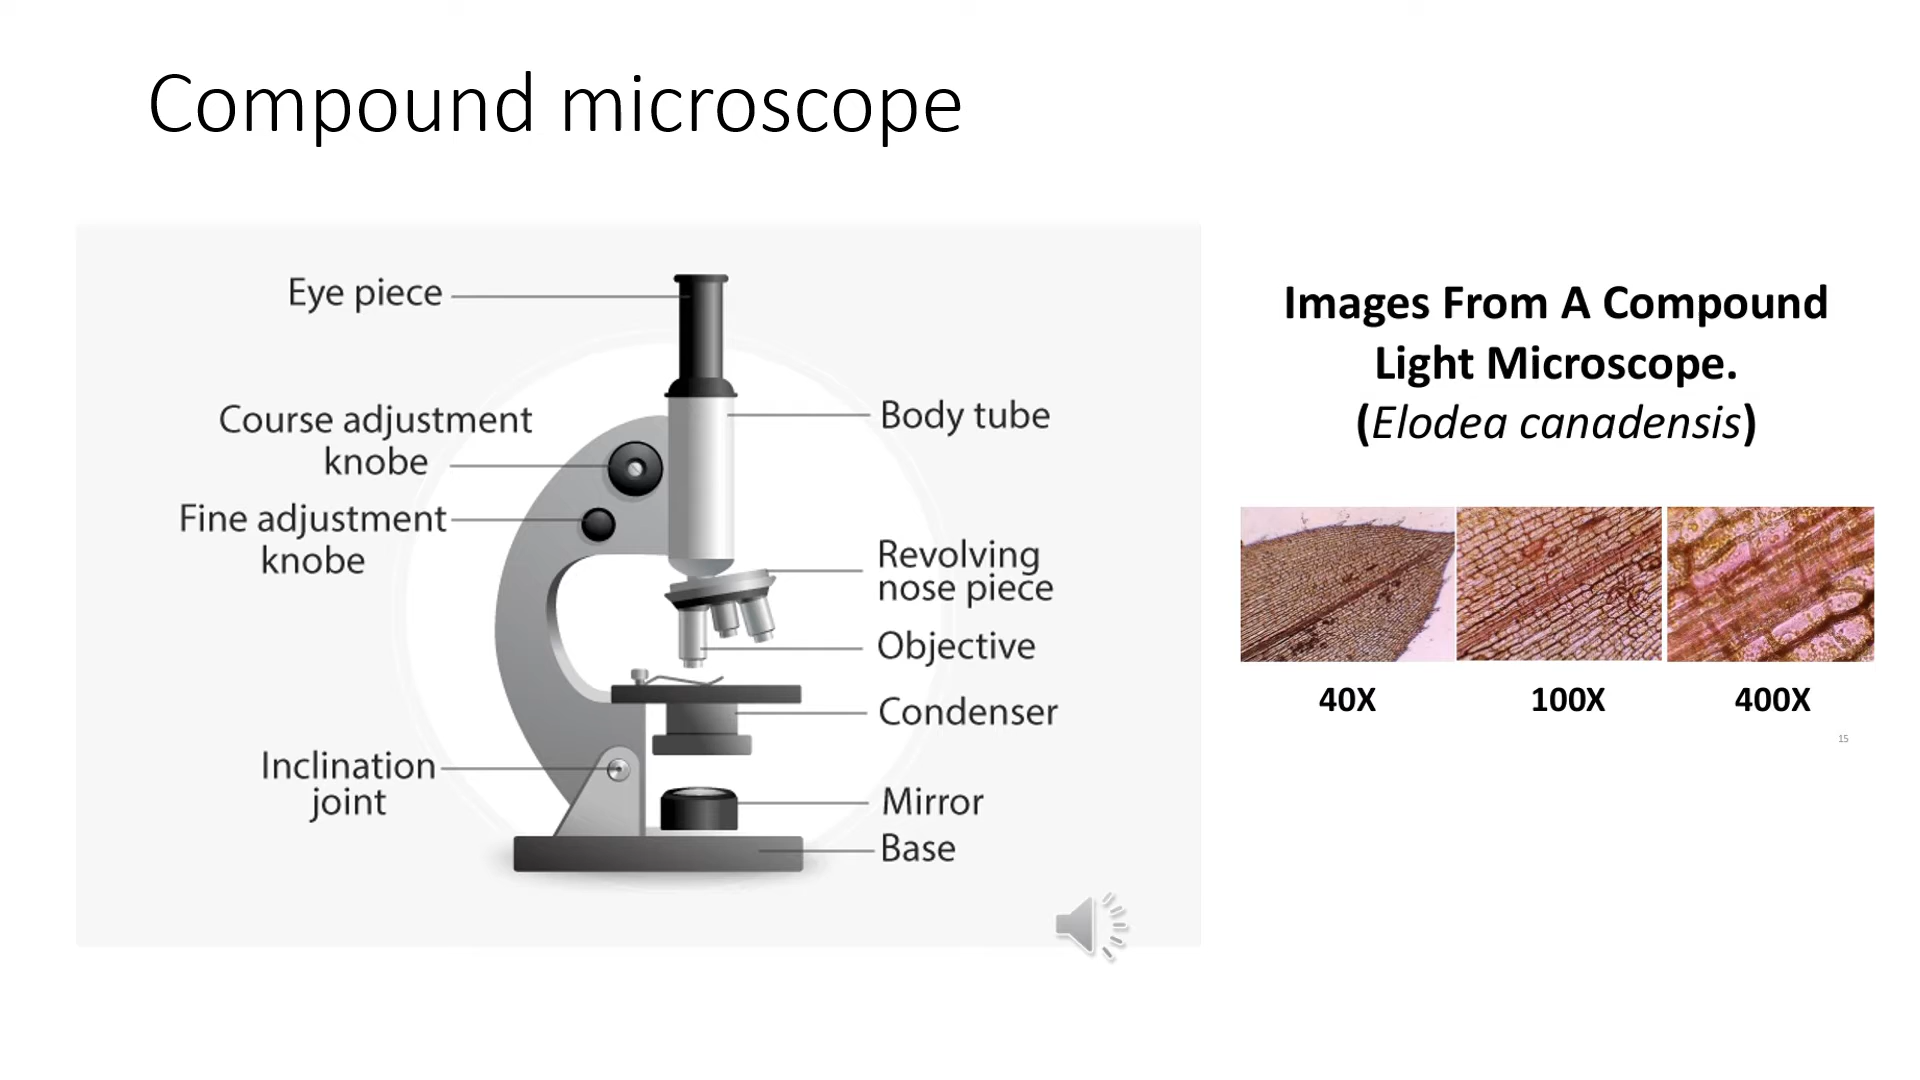 Compound microscope
Eye piece
Course adjustment
knobe
Fine adjustment
knobe
Inclination
joint
Body tube
Revolving
nose piece
Objective
Condenser
Mirror
Base
Images From A Compound
Light Microscope.
(Elodea canadensis)
40X
100X
400X
15